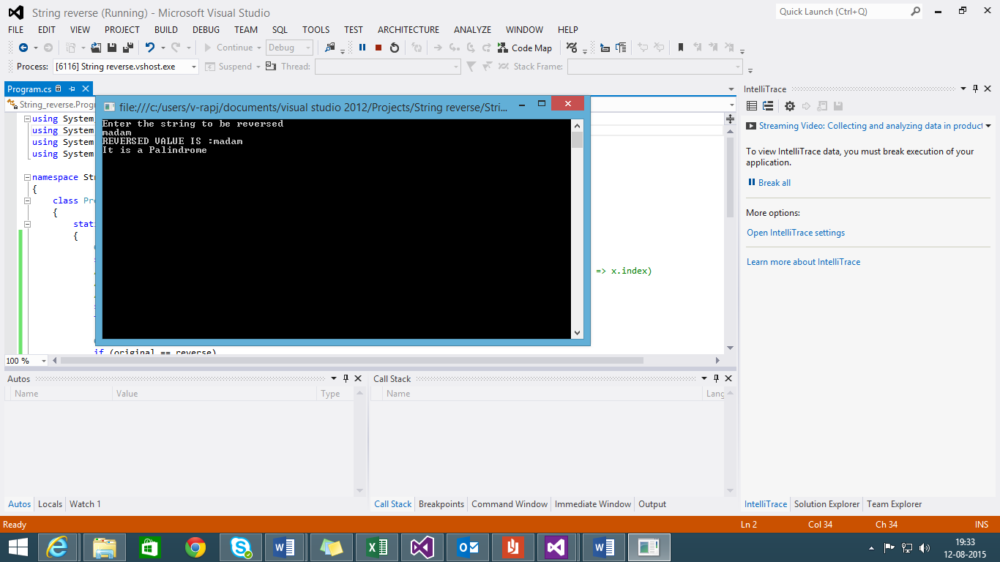 String reverse (Running) - Microsoft Visual Studio
Quick Launch (Ctrl+Q)
FILE EDIT VIEW PROJECT BUILD DEBUG TEAM SQL TOOLS TEST ARCHITECTURE ANALYZE WINDOW HELP
Continue Debug Code Map
Process: [6116] String reverse.vshost.exe Suspend Thread: Stack Frame:
Program.cs
String_reverse.Progr
file:///c:/users/v-rapj/documents/visual studio 2012/Projects/String reverse/Stri...
Enter the string to be reversed
madam
REVERSED VALUE IS :madam
It is a Palindrome
using System
using System
using System
using System
namespace Str
{
class Pro
{
stati
{
=> x.index)
if (original == reverse)
100 %
IntelliTrace
Streaming Video: Collecting and analyzing data in product
To view IntelliTrace data, you must break execution of your
application.
Break all
More options:
Open IntelliTrace settings
Learn more about IntelliTrace
Autos
Name Value Type
Call Stack
Name Lang
Autos Locals Watch 1
Call Stack Breakpoints Command Window Immediate Window Output
IntelliTrace Solution Explorer Team Explorer
Ready Ln 2 Col 34 Ch 34 INS
19:33
12-08-2015